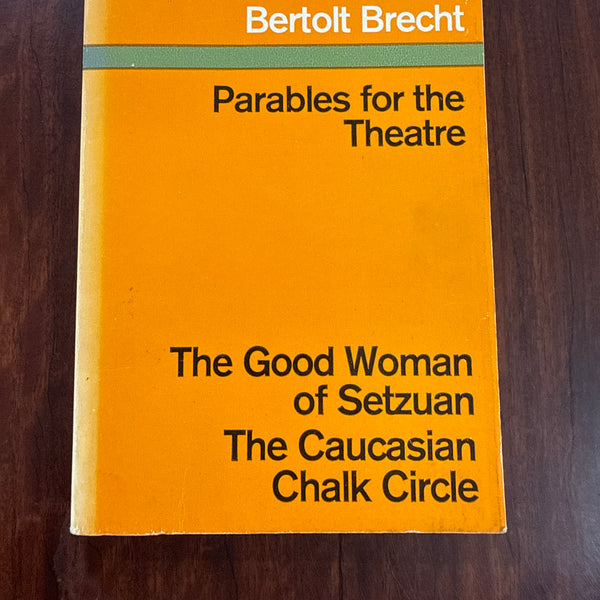 Bertolt Brecht
Parables for the
Theatre
The Good Woman
of Setzuan
The Caucasian
Chalk Circle